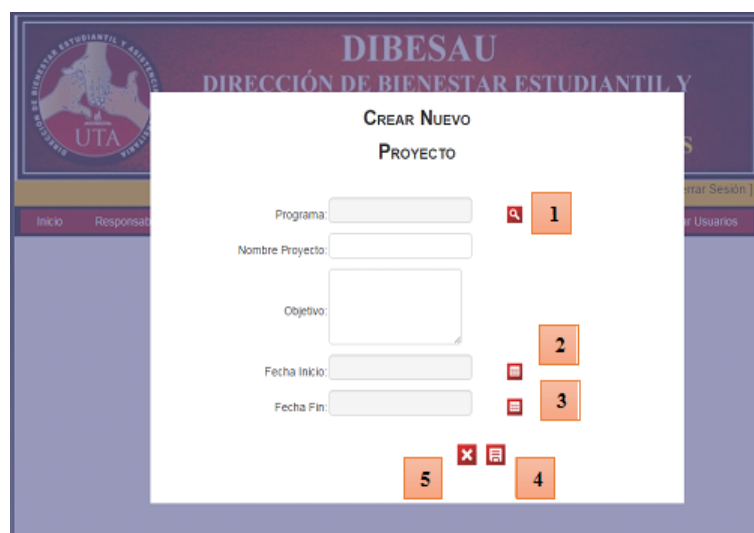 DIBESAU
DIRECCIÓN DE BIENESTAR ESTUDIANTIL Y
UTA
S
errar Sesión ]
Inicio Responsab r Usuarios
CREAR NUEVO
PROYECTO
Programa: 1
Nombre Proyecto:
Objetivo:
2
Fecha Inicio:
Fecha Fin: 3
5 4